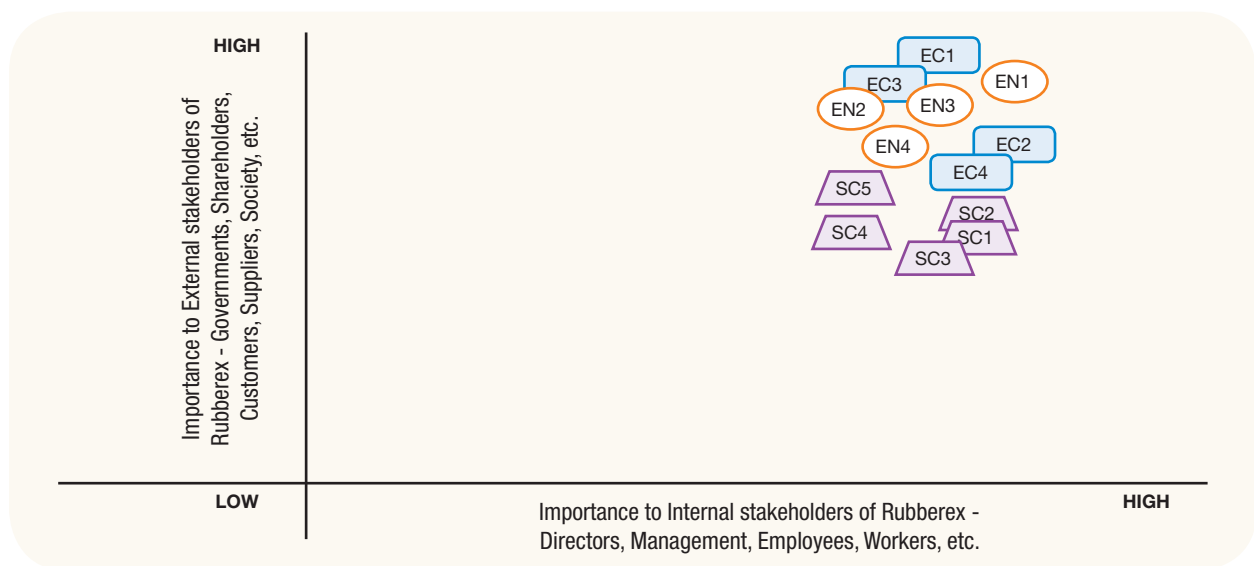 HIGH
Importance to External stakeholders of
Rubberex - Governments, Shareholders,
Customers, Suppliers, Society, etc.
EC1
EC3
EN1
EN2
EN3
EN4
EC2
EC4
SC5
SC2
SC4
SC1
SC3
LOW
HIGH
Importance to Internal stakeholders of Rubberex -
Directors, Management, Employees, Workers, etc.